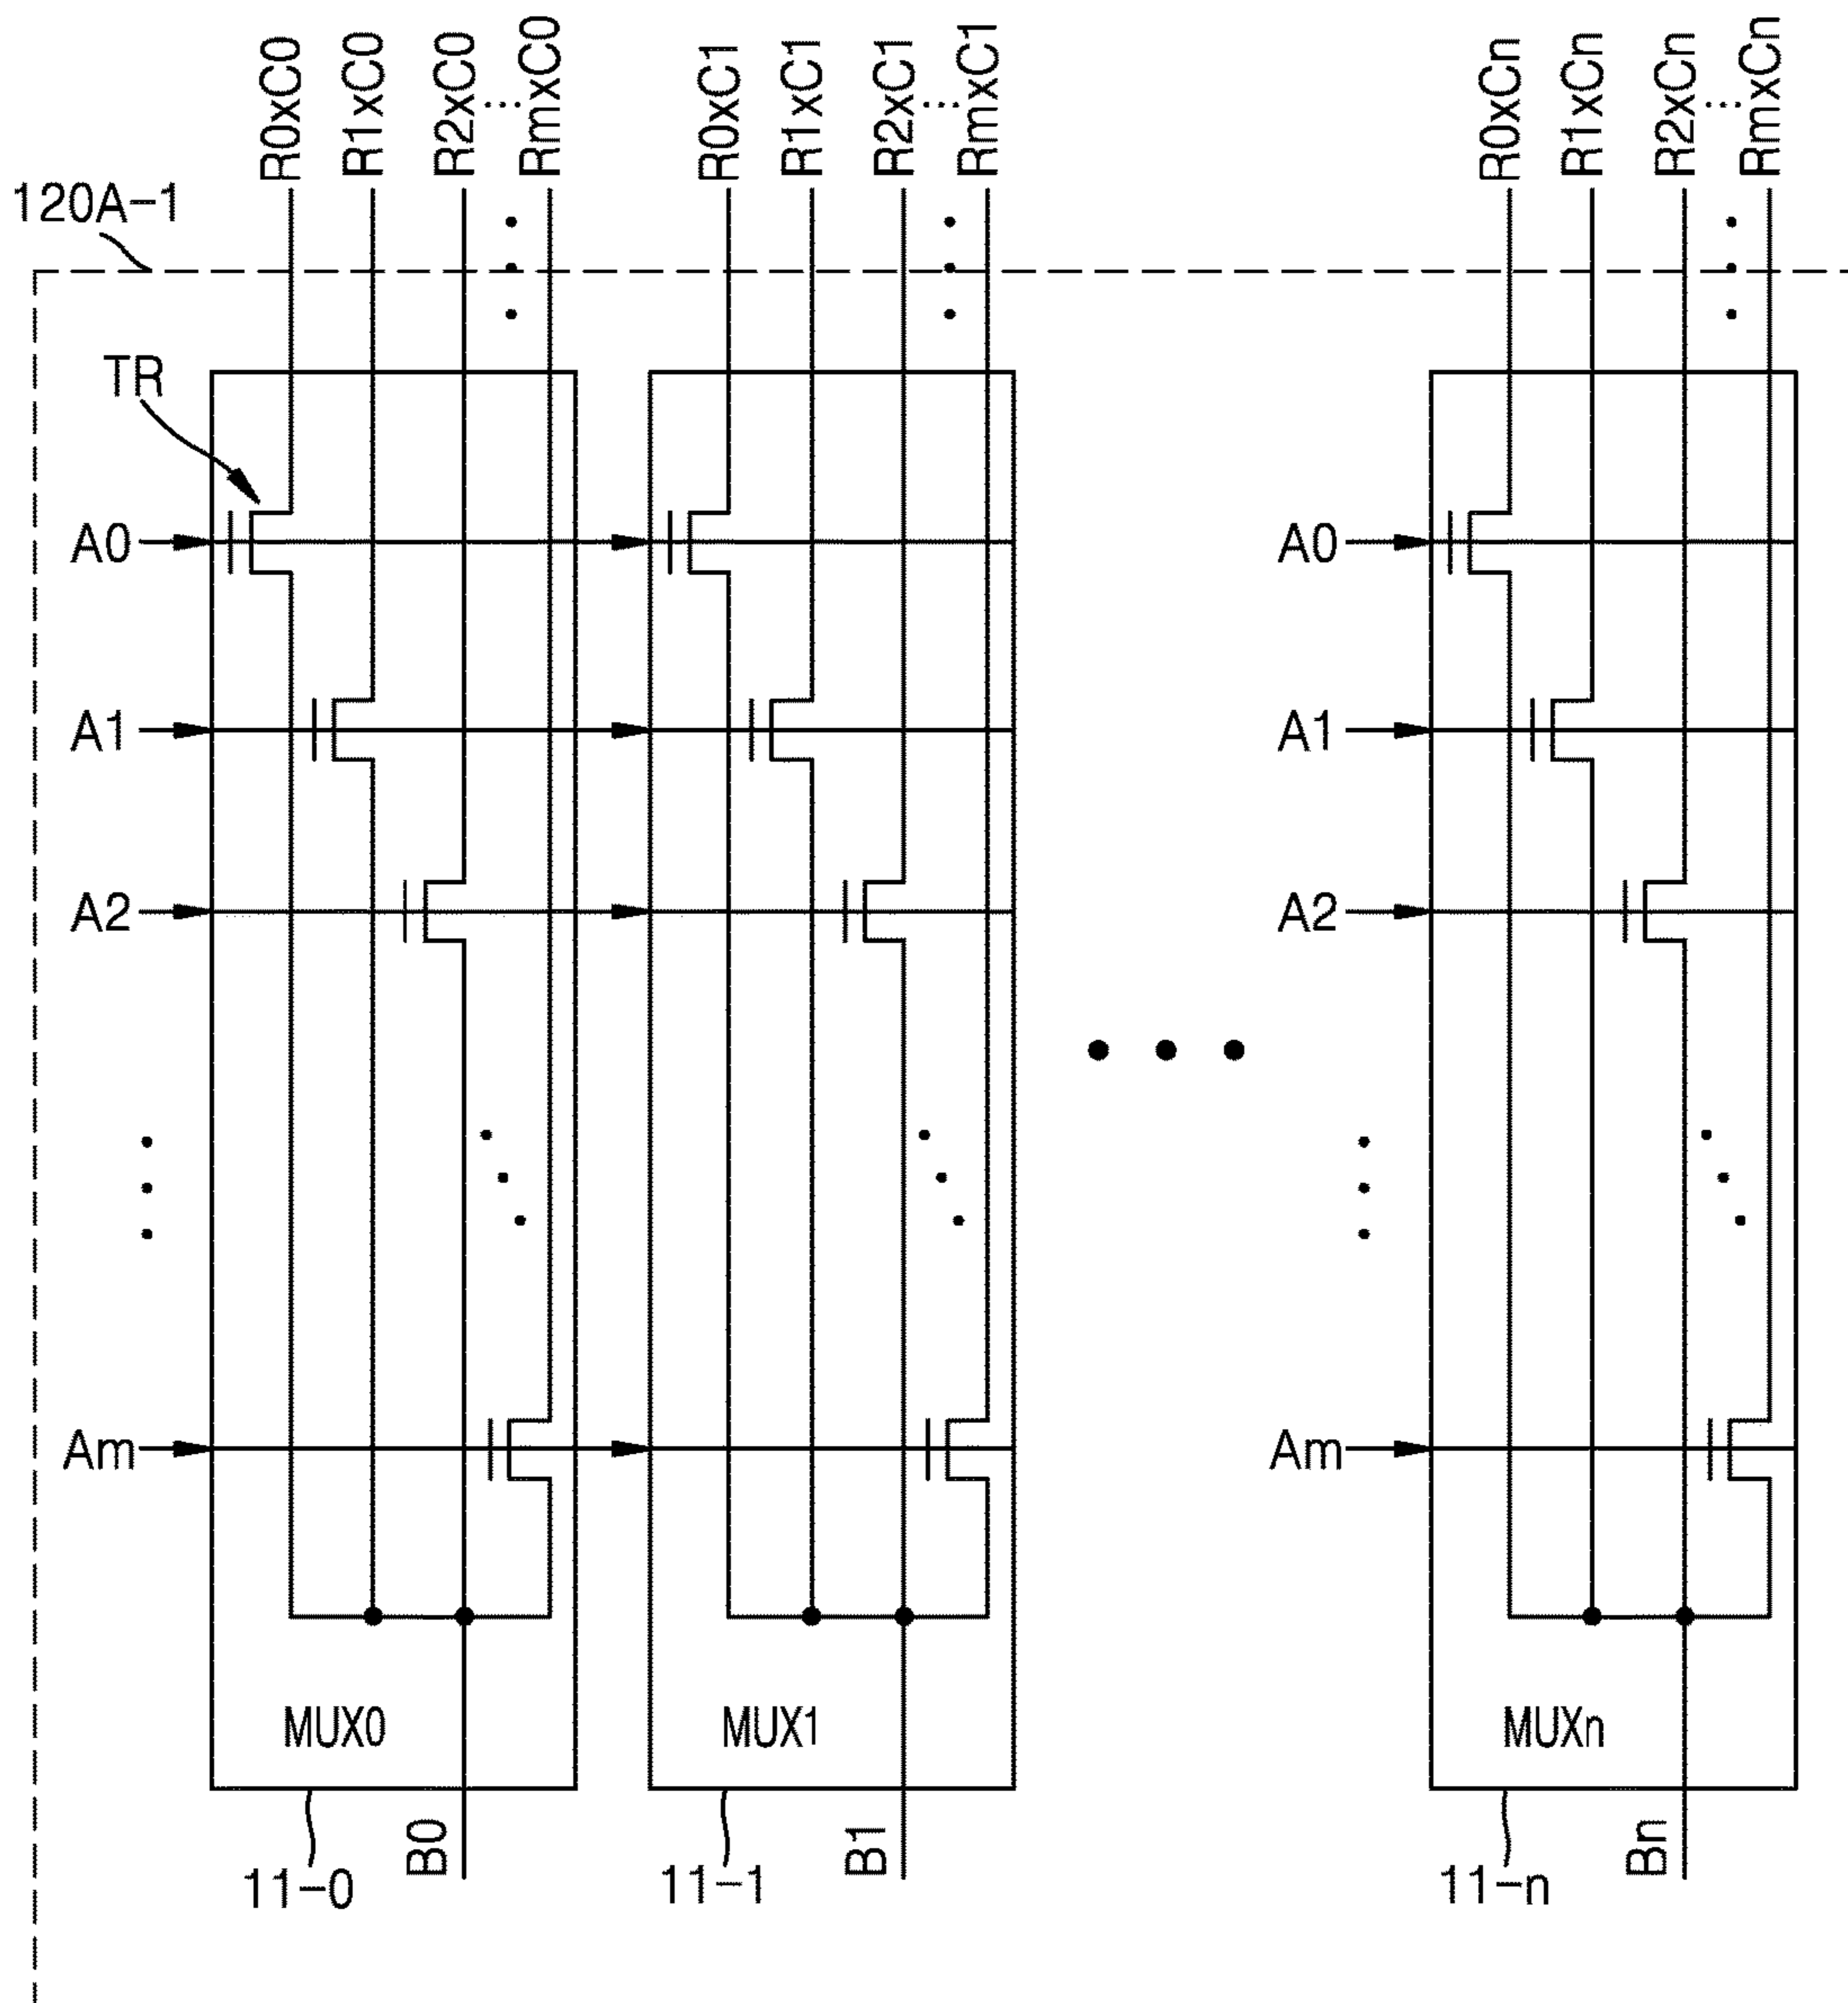 R0xC0
R1xC0
R2xC0
⋮
RmxC0
R0xC1
R1xC1
R2xC1
⋮
RmxC1
R0xCn
R1xCn
R2xCn
⋮
RmxCn
120A-1
TR
A0
A0
A1
A1
A2
A2
Am
Am
MUX0
MUX1
MUXn
B0
B1
Bn
11-0
11-1
11-n